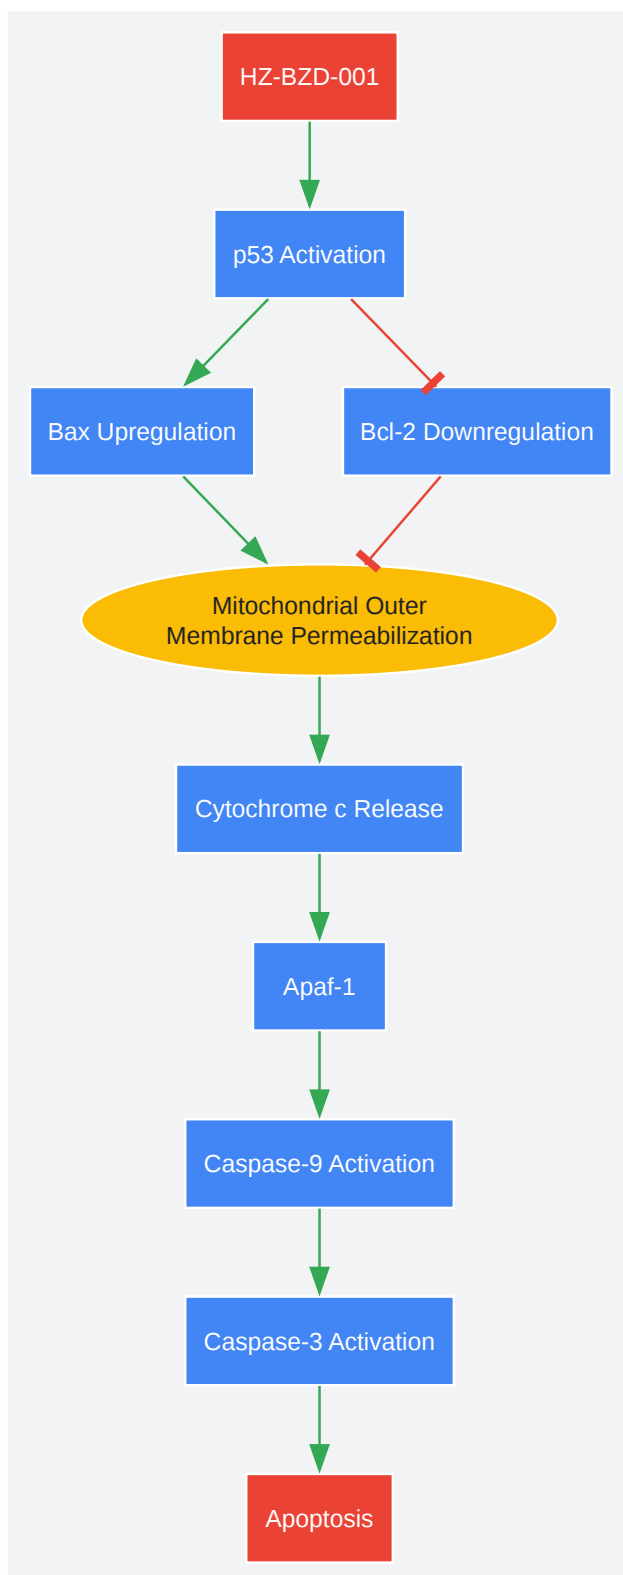 HZ-BZD-001
p53 Activation
Bax Upregulation
Bcl-2 Downregulation
Mitochondrial Outer
Membrane Permeabilization
Cytochrome c Release
Apaf-1
Caspase-9 Activation
Caspase-3 Activation
Apoptosis